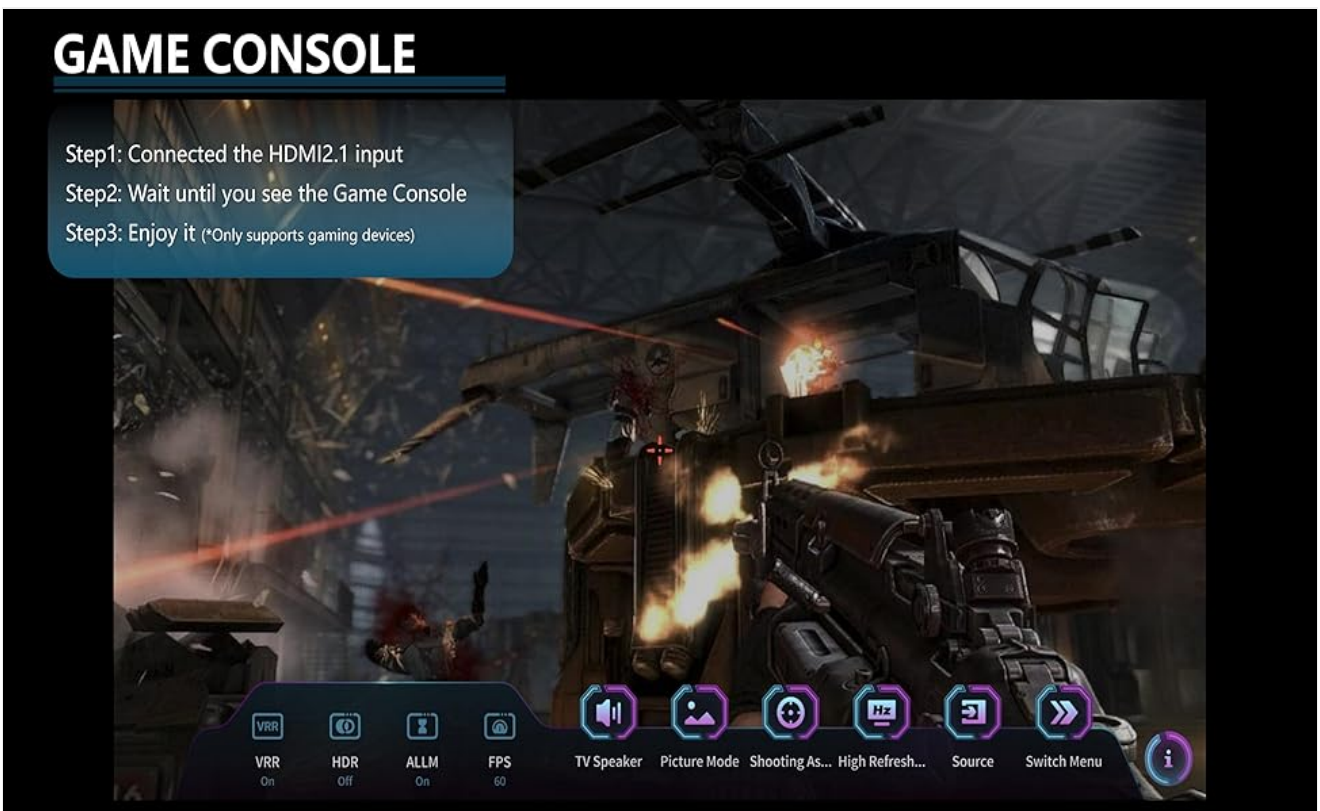 GAME CONSOLE
Step1: Connected the HDMI2.1 input
Step2: Wait until you see the Game Console
Step3: Enjoy it (*Only supports gaming devices)
VRR
Hz
VRR HDR ALLM FPS TV Speaker Picture Mode Shooting As... High Refresh... Source Switch Menu
On Off On 60
i